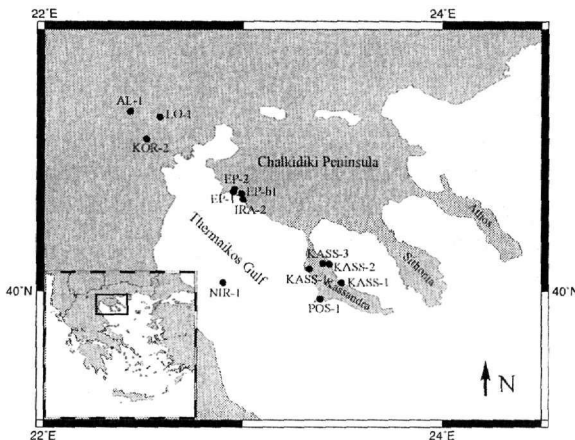 22°E
24°E
AL-1
LO-1
KOR-2
Chalkidiki Peninsula
EP-2
EP-b1
EP-1
IRA-2
Athos
Thermaikos Gulf
Sithonia
KASS-3
KASS-2
KASS-1
Kassandra
40°N
40°N
NIR-1
POS-1
N
22°E
24°E